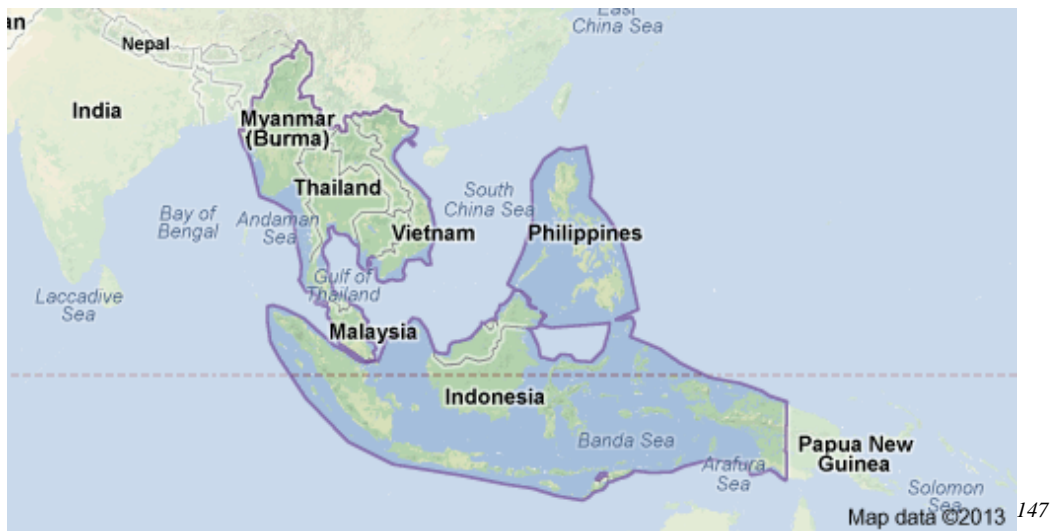 East
China Sea
an
Nepal
India
Myanmar
(Burma)
Thailand
South
China Sea
Bay of
Bengal
Andaman
Sea
Vietnam
Philippines
Gulf of
Thailand
Laccadive
Sea
Malaysia
Indonesia
Banda Sea
Papua New
Guinea
Arafura
Sea
Solomon
Sea
Map data ©2013
147